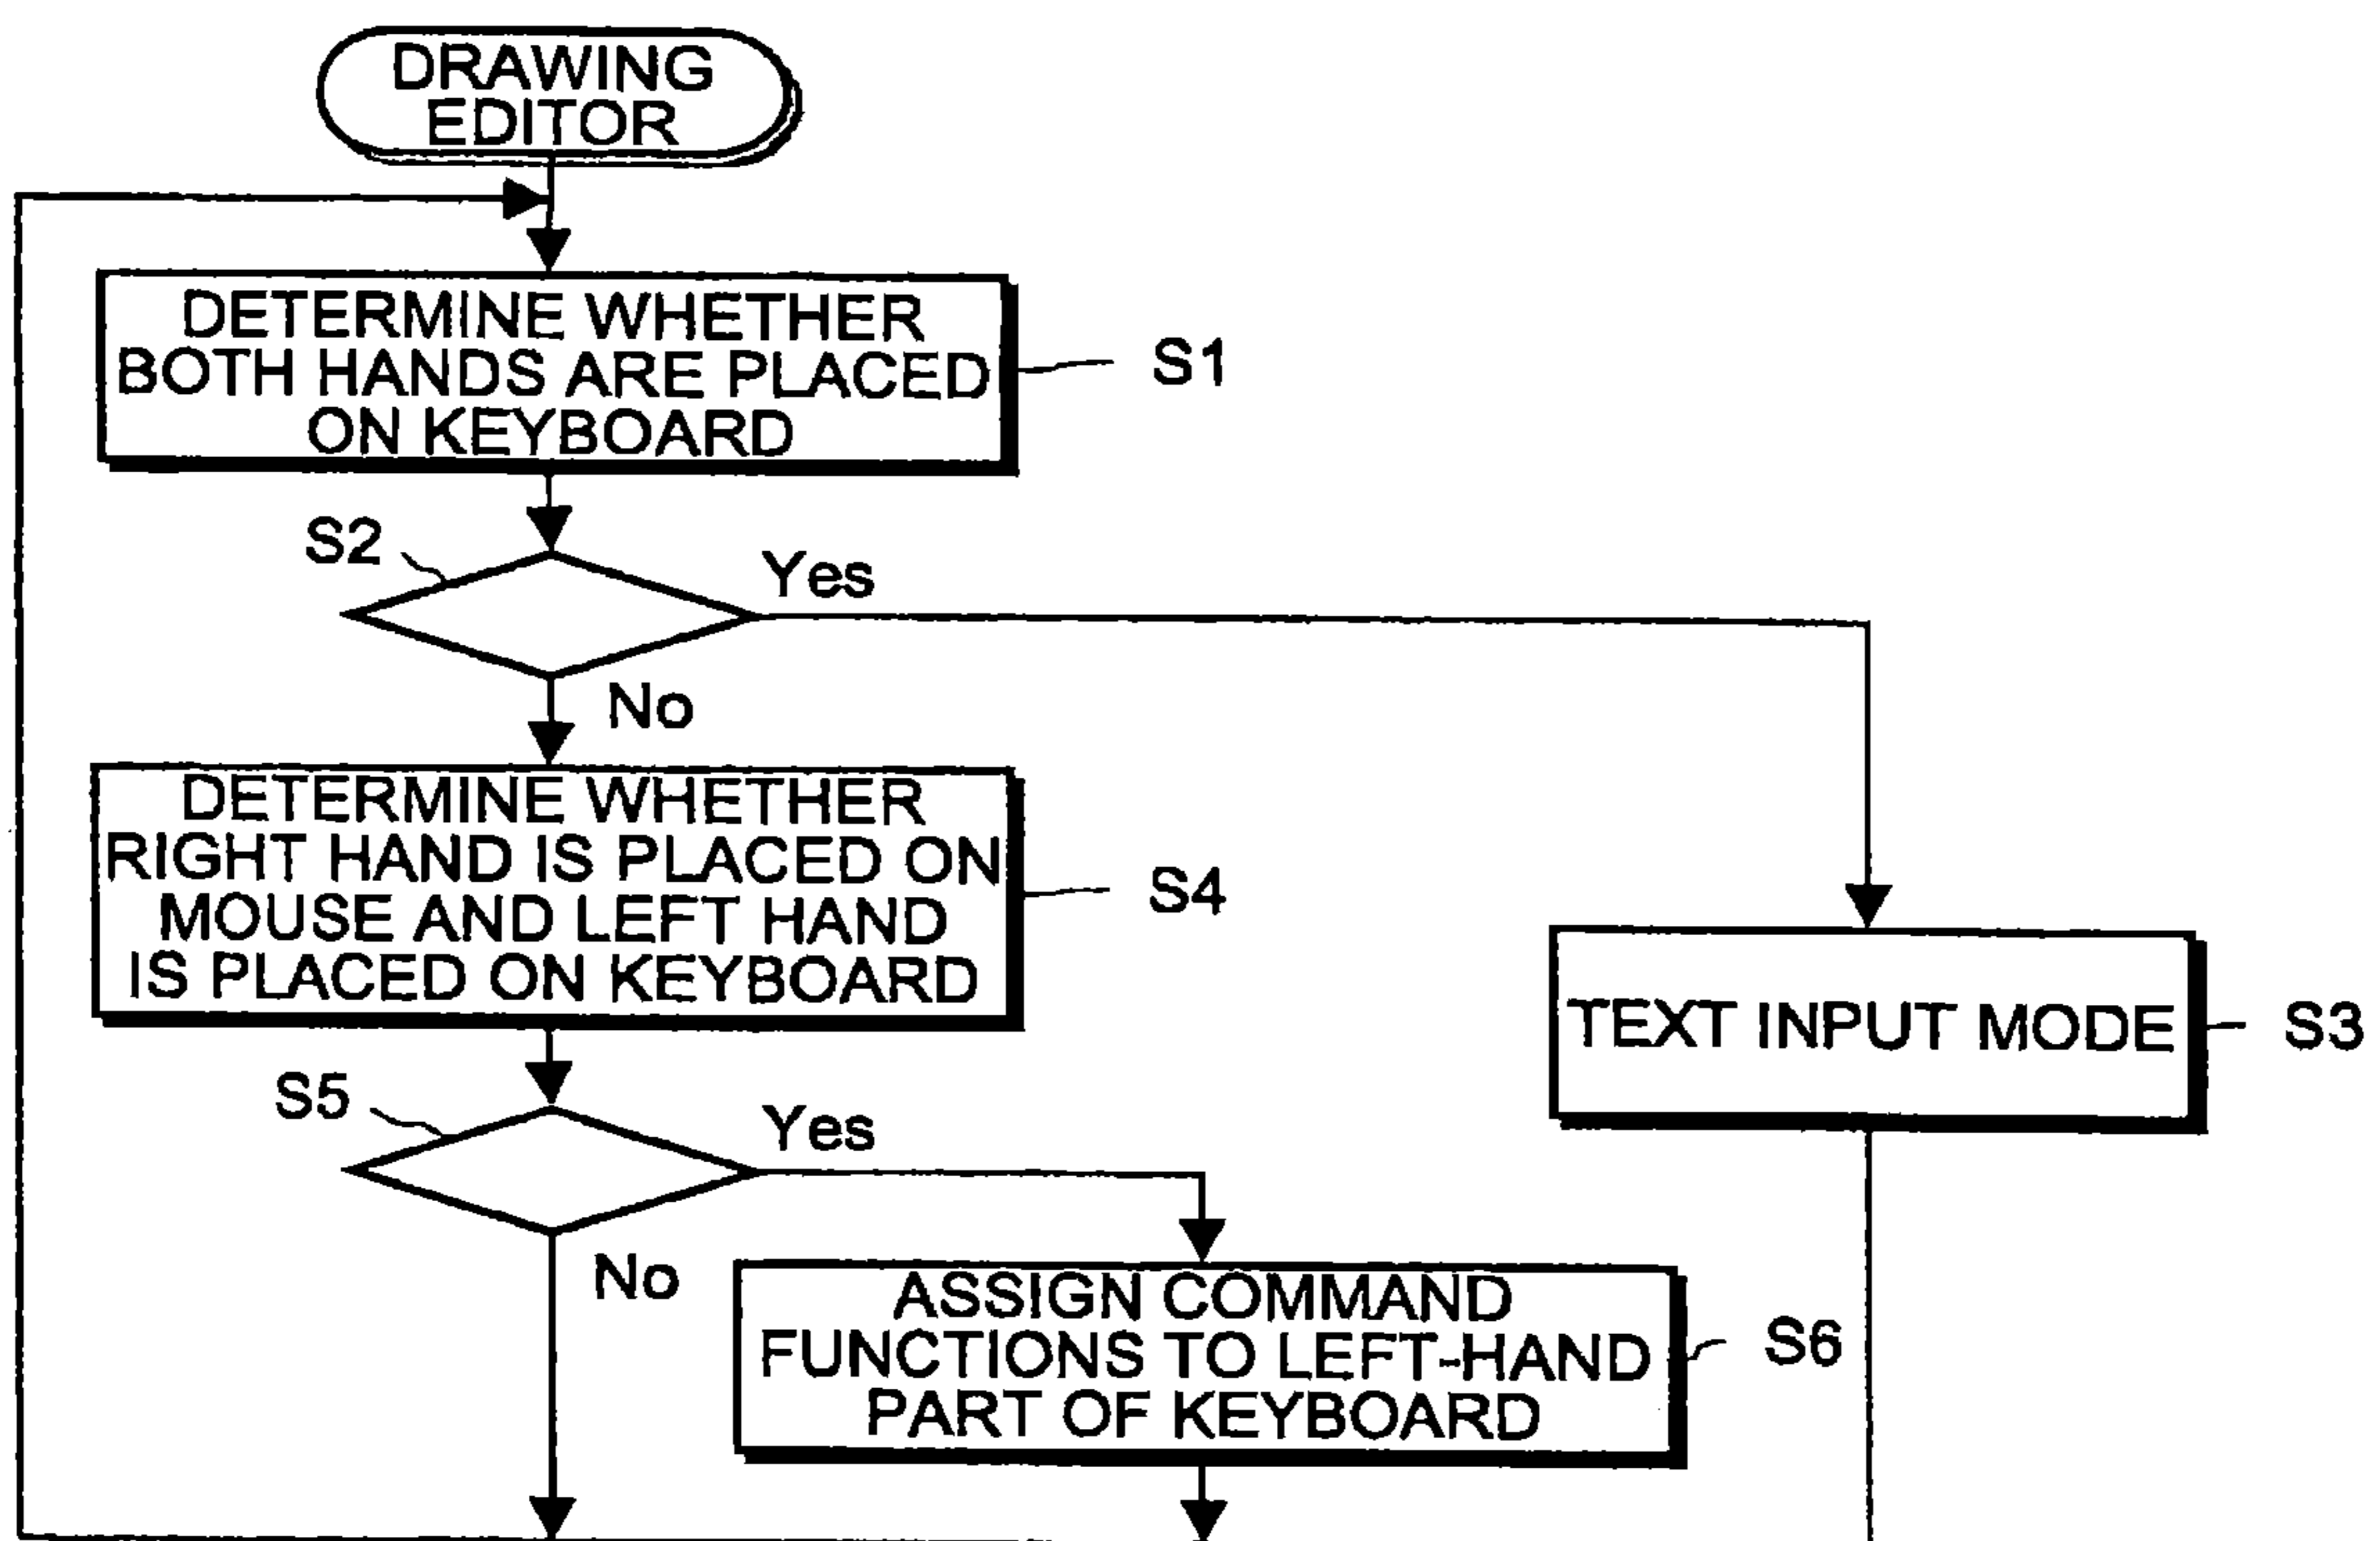 DRAWING
EDITOR
DETERMINE WHETHER
BOTH HANDS ARE PLACED
ON KEYBOARD
S1
S2
Yes
No
DETERMINE WHETHER
RIGHT HAND IS PLACED ON
MOUSE AND LEFT HAND
IS PLACED ON KEYBOARD
S4
TEXT INPUT MODE
S3
S5
Yes
No
ASSIGN COMMAND
FUNCTIONS TO LEFT-HAND
PART OF KEYBOARD
S6